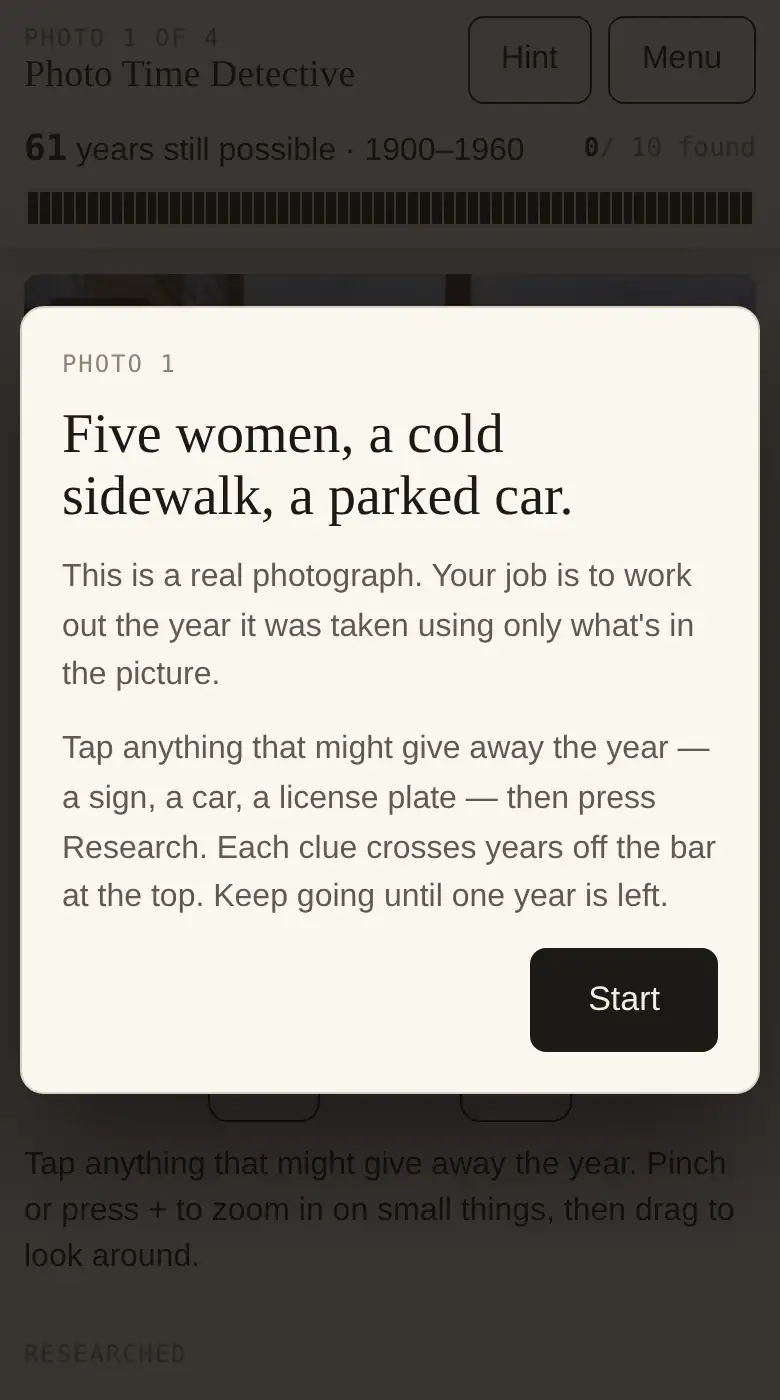 PHOTO 1 OF 4
Photo Time Detective
Hint
Menu
61 years still possible · 1900–1960
0/ 10 found
PHOTO 1
Five women, a cold
sidewalk, a parked car.
This is a real photograph. Your job is to work
out the year it was taken using only what's in
the picture.
Tap anything that might give away the year —
a sign, a car, a license plate — then press
Research. Each clue crosses years off the bar
at the top. Keep going until one year is left.
Start
Tap anything that might give away the year. Pinch
or press + to zoom in on small things, then drag to
look around.
RESEARCHED